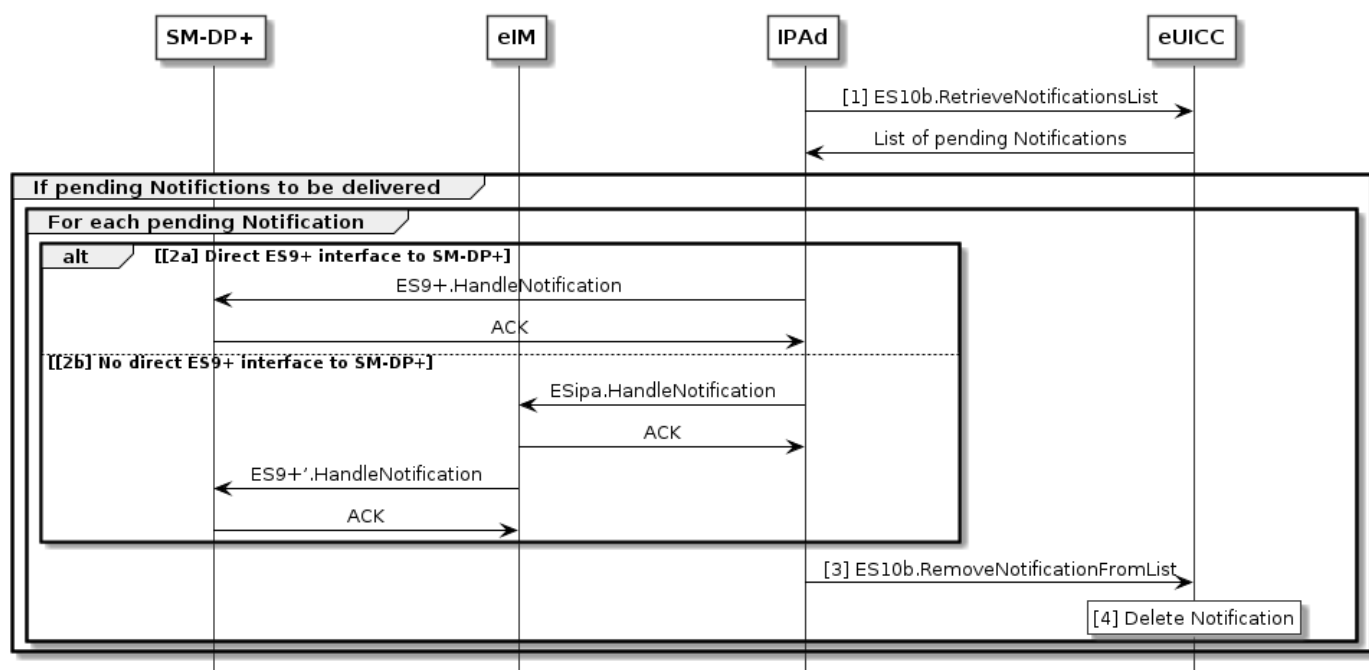 SM-DP+ eIM IPAd eUICC
[1] ES10b.RetrieveNotificationsList
List of pending Notifications
If pending Notifictions to be delivered
For each pending Notification
alt [[2a] Direct ES9+ interface to SM-DP+]
ES9+.HandleNotification
ACK
[[2b] No direct ES9+ interface to SM-DP+]
ESipa.HandleNotification
ACK
ES9+‘.HandleNotification
ACK
[3] ES10b.RemoveNotificationFromList
[4] Delete Notification